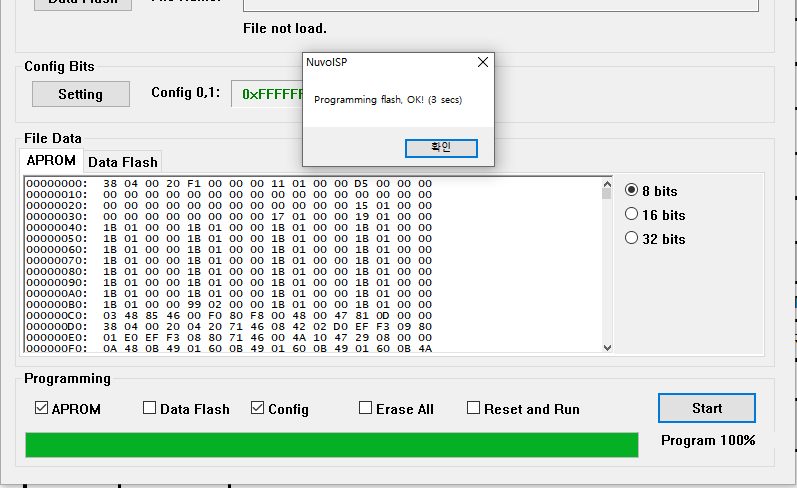 File not load.
NuvoISP
Programming flash, OK! (3 secs)
확인
Config Bits
Setting
Config 0,1:
File Data
APROM
Data Flash
00000000: 38 04 00 20 F1 00 00 00 11 01 00 00 D5 00 00 00
00000010: 00 00 00 00 00 00 00 00 00 00 00 00 00 00 00 00
00000020: 00 00 00 00 00 00 00 00 00 00 00 00 15 01 00 00
00000030: 00 00 00 00 00 00 00 00 17 01 00 00 19 01 00 00
00000040: 1B 01 00 00 1B 01 00 00 1B 01 00 00 1B 01 00 00
00000050: 1B 01 00 00 1B 01 00 00 1B 01 00 00 1B 01 00 00
00000060: 1B 01 00 00 1B 01 00 00 1B 01 00 00 1B 01 00 00
00000070: 1B 01 00 00 1B 01 00 00 1B 01 00 00 1B 01 00 00
00000080: 1B 01 00 00 1B 01 00 00 1B 01 00 00 1B 01 00 00
00000090: 1B 01 00 00 1B 01 00 00 1B 01 00 00 1B 01 00 00
000000A0: 1B 01 00 00 1B 01 00 00 1B 01 00 00 1B 01 00 00
000000B0: 1B 01 00 00 99 02 00 00 1B 01 00 00 1B 01 00 00
000000C0: 03 48 85 46 00 F0 80 F8 00 48 00 47 81 0D 00 00
000000D0: 38 04 00 20 04 20 71 46 08 42 02 D0 EF F3 09 80
000000E0: 01 E0 EF F3 08 80 71 46 00 4A 10 47 29 08 00 00
000000F0: 0A 48 0B 49 01 60 0B 49 01 60 0B 49 01 60 0B 4A
8 bits
16 bits
32 bits
Programming
APROM
Data Flash
Config
Erase All
Reset and Run
Start
Program 100%